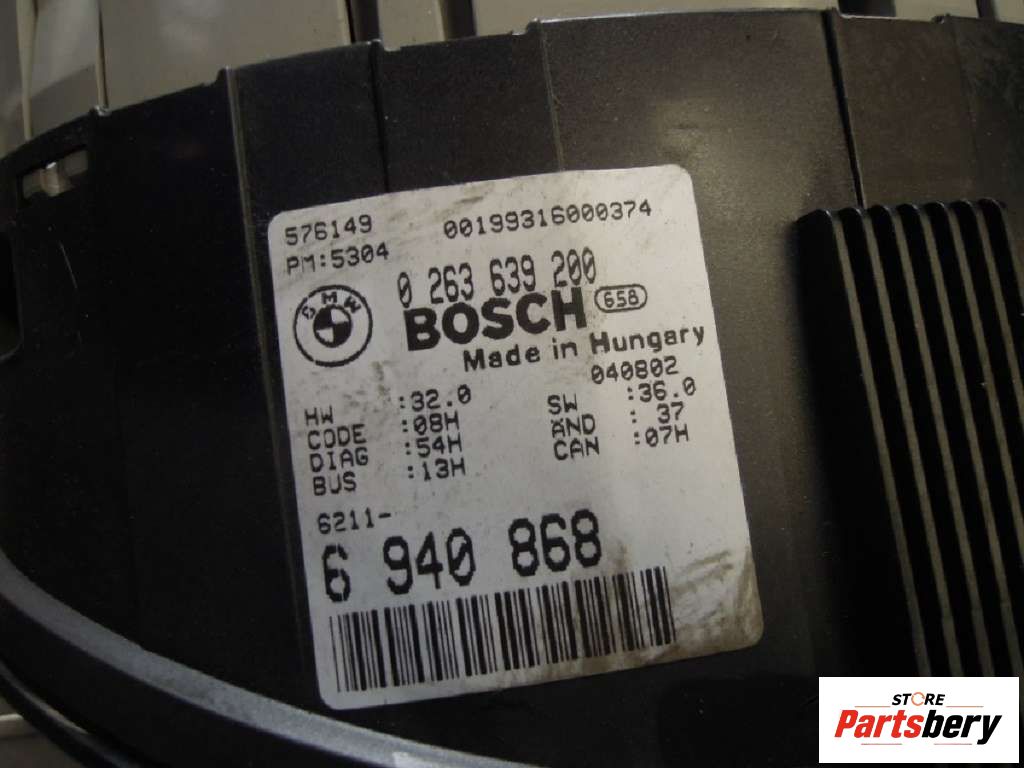 576149 00199316000374
PM:5304
0 263 639 200
BMW
BOSCH 658
Made in Hungary
040802
HW :32.0 SW :36.0
CODE :08H ÄND : 37
DIAG :54H CAN :07H
BUS :13H
6211-
6 940 868
STORE
Partsbery